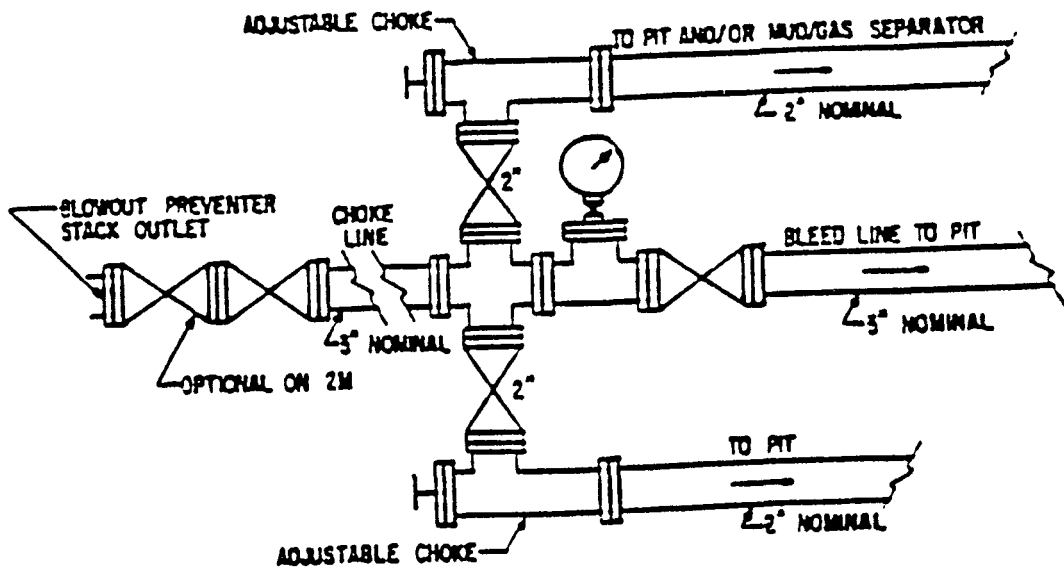 ADJUSTABLE CHOKE
TO PIT AND/OR MUD/GAS SEPARATOR
2" NOMINAL
2"
BLOWOUT PREVENTER
STACK OUTLET
CHOKE
LINE
BLEED LINE TO PIT
3" NOMINAL
3" NOMINAL
OPTIONAL ON 2M
2"
TO PIT
2" NOMINAL
ADJUSTABLE CHOKE